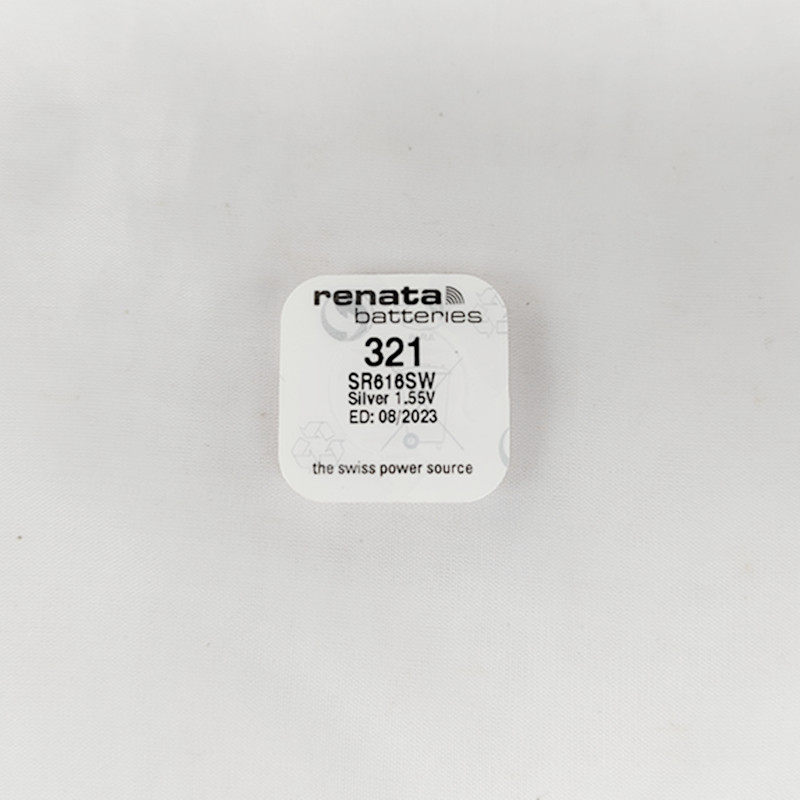 renata
batteries
321
SR616SW
Silver 1.55V
ED: 08/2023
the swiss power source